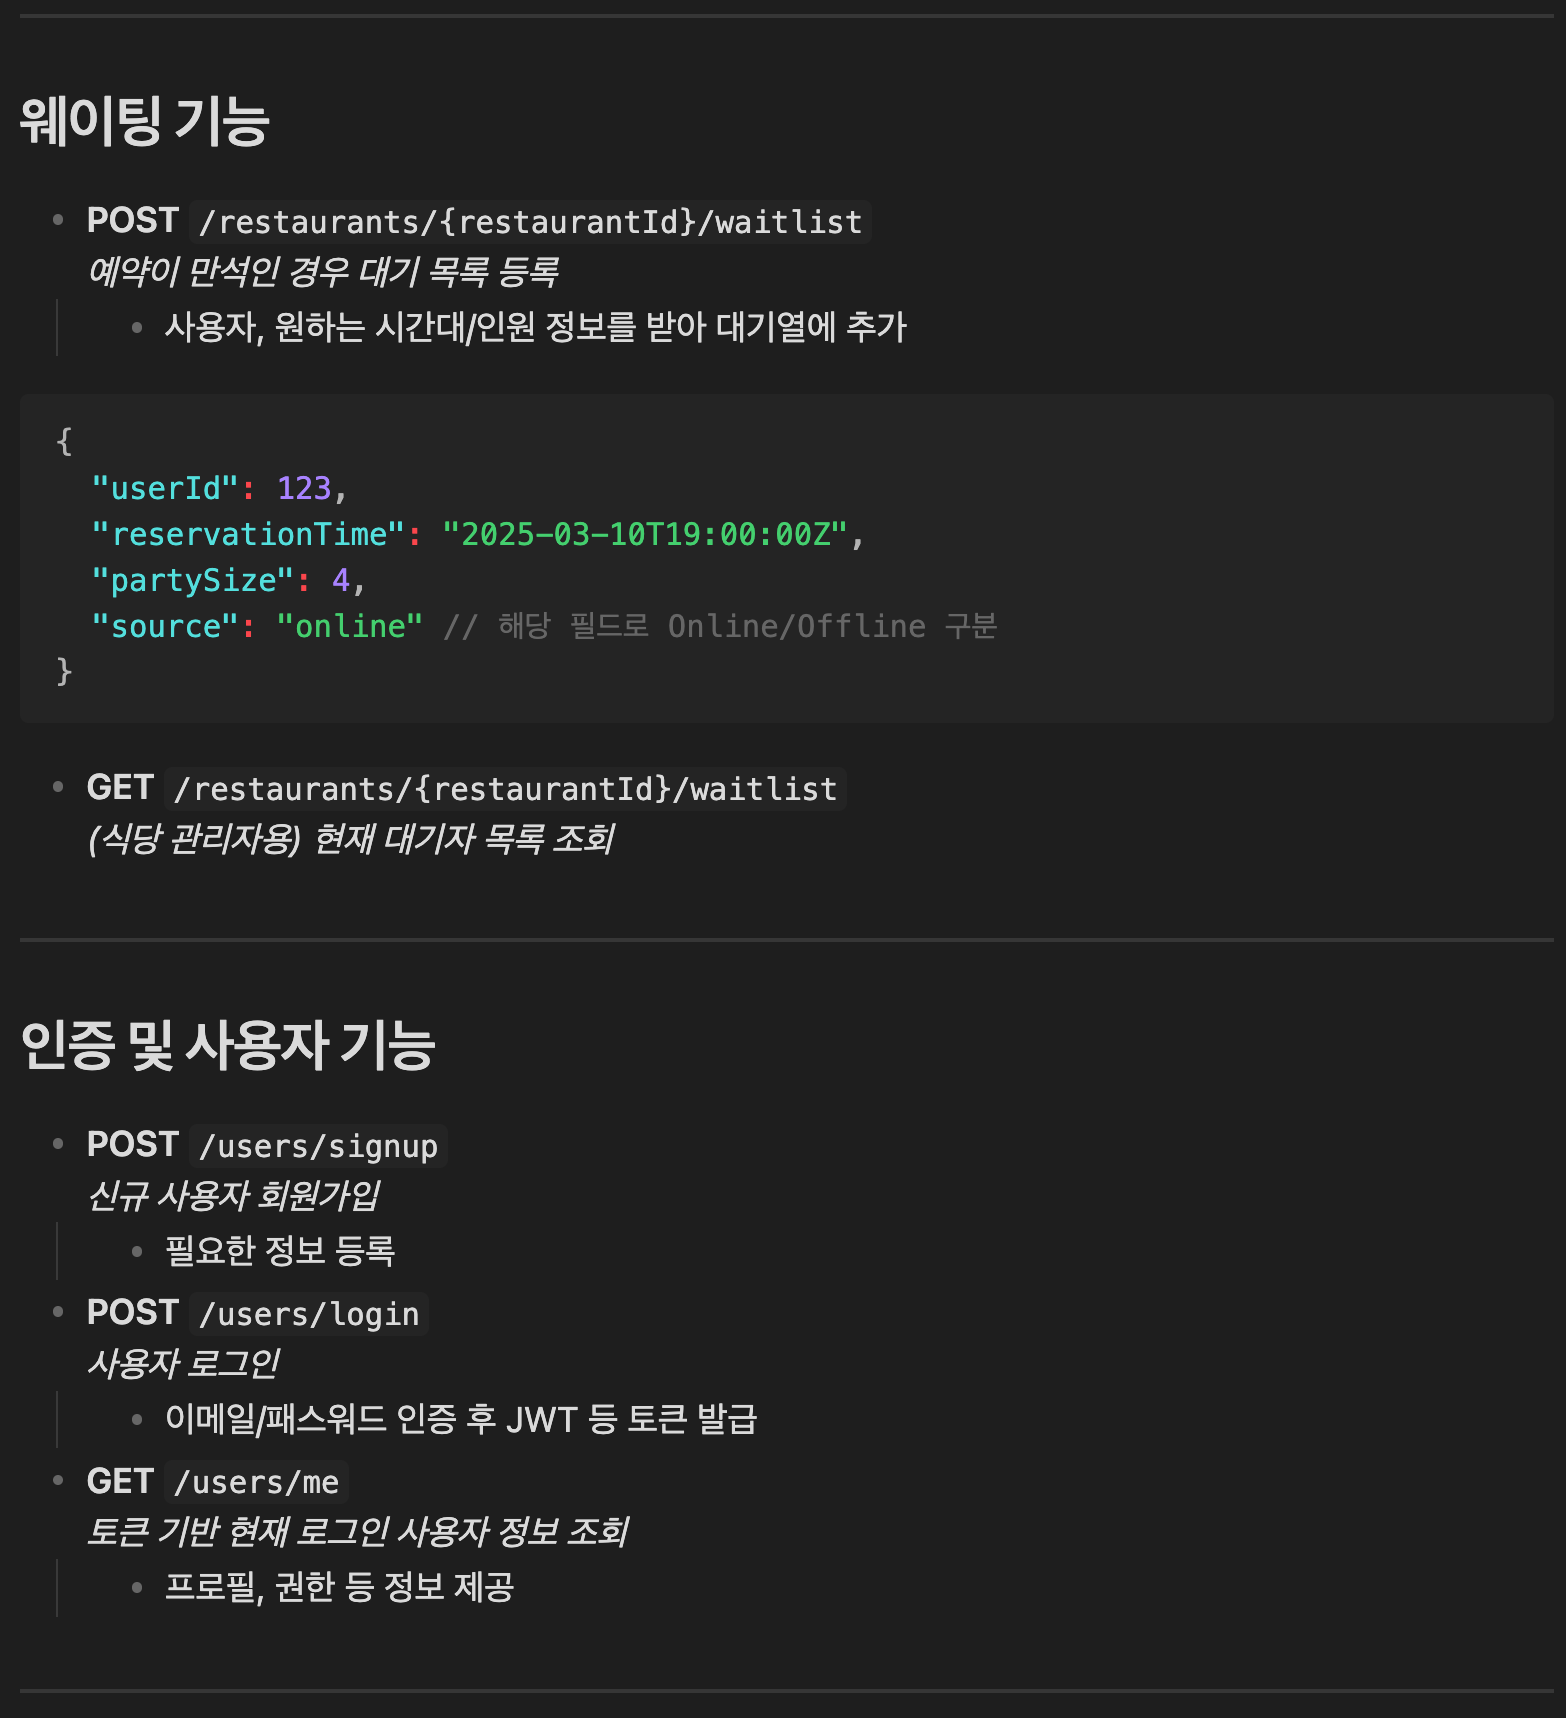 웨이팅 기능
POST /restaurants/{restaurantId}/waitlist
예약이 만석인 경우 대기 목록 등록
사용자, 원하는 시간대/인원 정보를 받아 대기열에 추가
{
"userId": 123,
"reservationTime": "2025-03-10T19:00:00Z",
"partySize": 4,
"source": "online" // 해당 필드로 Online/Offline 구분
}
GET /restaurants/{restaurantId}/waitlist
(식당 관리자용) 현재 대기자 목록 조회
인증 및 사용자 기능
POST /users/signup
신규 사용자 회원가입
필요한 정보 등록
POST /users/login
사용자 로그인
이메일/패스워드 인증 후 JWT 등 토큰 발급
GET /users/me
토큰 기반 현재 로그인 사용자 정보 조회
프로필, 권한 등 정보 제공